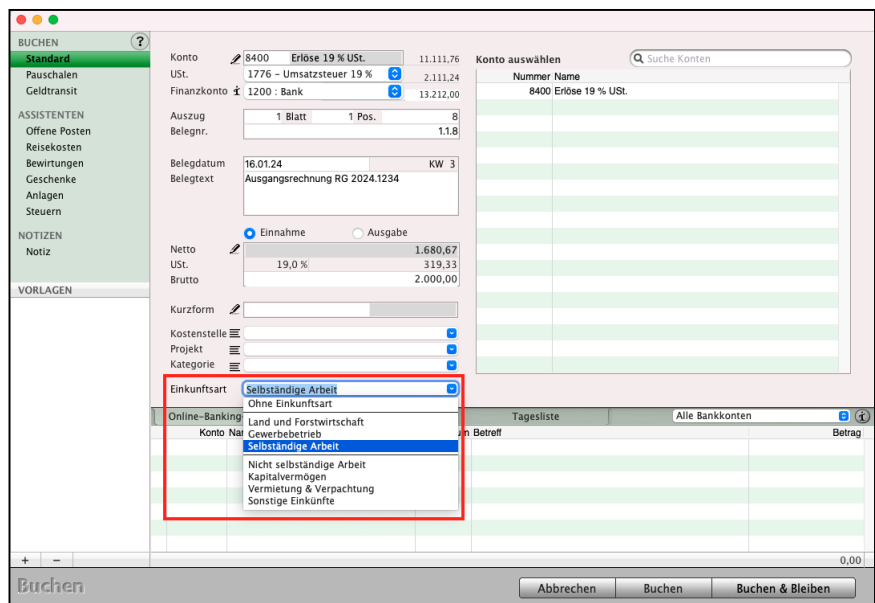 BUCHEN ?
Standard
Pauschalen
Geldtransit
ASSISTENTEN
Offene Posten
Reisekosten
Bewirtungen
Geschenke
Anlagen
Steuern
NOTIZEN
Notiz
VORLAGEN
Konto 8400 Erlöse 19 % USt. 11.111,76
USt. 1776 – Umsatzsteuer 19 % 2.111,24
Finanzkonto i 1200 : Bank 13.212,00
Auszug 1 Blatt 1 Pos. 8
Belegnr. 1.1.8
Belegdatum 16.01.24 KW 3
Belegtext Ausgangsrechnung RG 2024.1234
Einnahme Ausgabe
Netto 1.680,67
USt. 19,0 % 319,33
Brutto 2.000,00
Kurzform
Kostenstelle
Projekt
Kategorie
Einkunftsart Selbständige Arbeit
Ohne Einkunftsart
Land und Forstwirtschaft
Gewerbebetrieb
Selbständige Arbeit
Nicht selbständige Arbeit
Kapitalvermögen
Vermietung & Verpachtung
Sonstige Einkünfte
Konto auswählen Suche Konten
Nummer Name
8400 Erlöse 19 % USt.
Online-Banking Tagesliste Alle Bankkonten i
Konto Betreff Betrag
+ – 0,00
Buchen Abbrechen Buchen Buchen & Bleiben